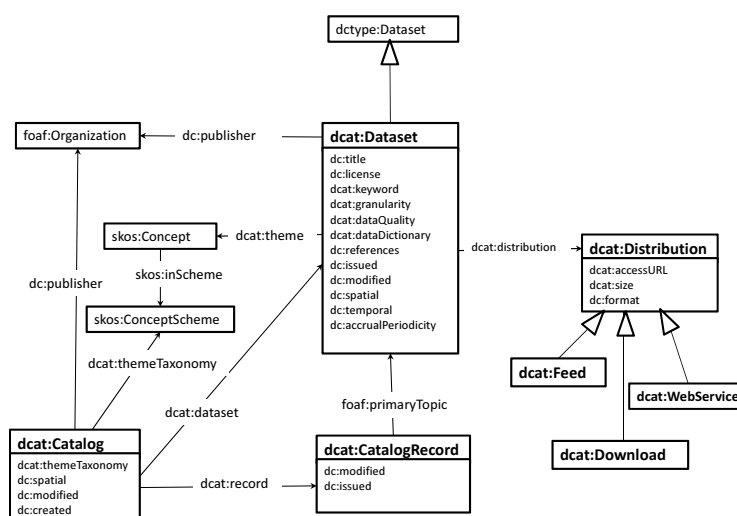 dctype:Dataset
foaf:Organization
dc:publisher
dcat:Dataset
dc:title
dc:license
dcat:keyword
dcat:granularity
dcat:dataQuality
dcat:dataDictionary
dc:references
dc:issued
dc:modified
dc:spatial
dc:temporal
dc:accrualPeriodicity
skos:Concept
dcat:theme
skos:inScheme
dc:publisher
skos:ConceptScheme
dcat:themeTaxonomy
dcat:distribution
dcat:Distribution
dcat:accessURL
dcat:size
dc:format
dcat:Feed
dcat:WebService
dcat:Download
dcat:dataset
foaf:primaryTopic
dcat:Catalog
dcat:themeTaxonomy
dc:spatial
dc:modified
dc:created
dcat:record
dcat:CatalogRecord
dc:modified
dc:issued